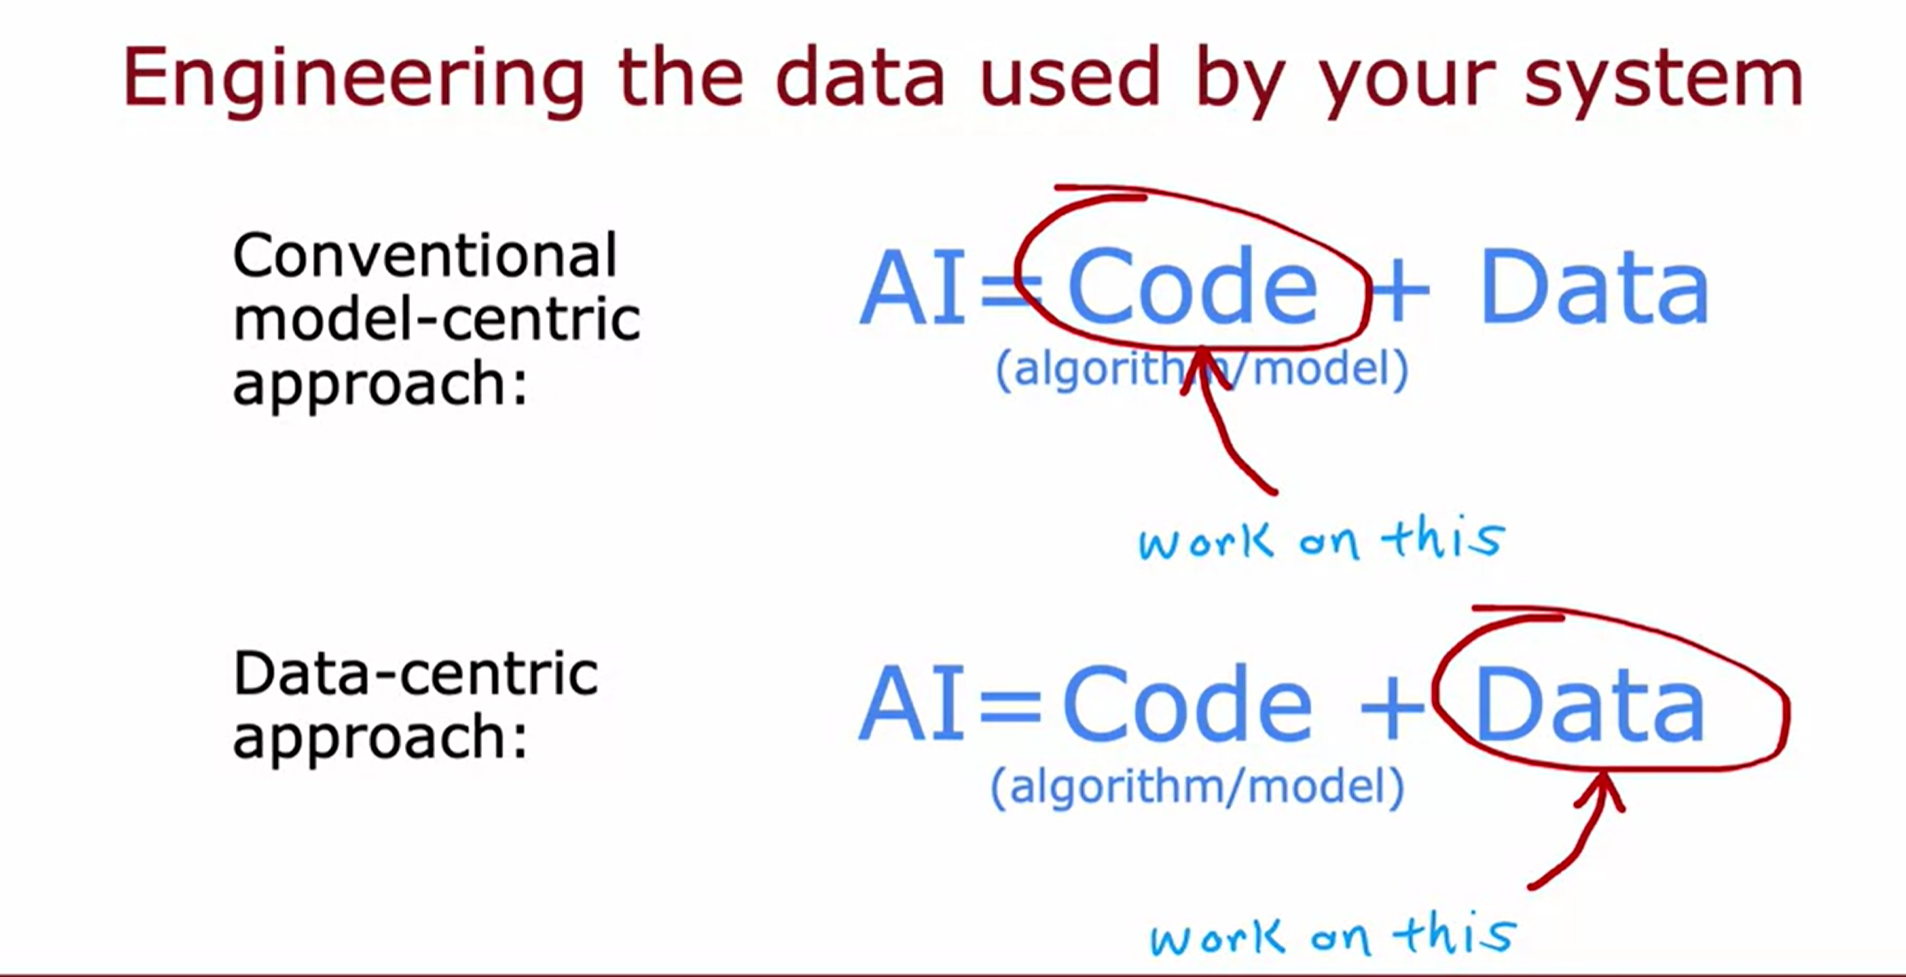 Engineering the data used by your system
Conventional
model-centric
approach:
AI= Code + Data
(algorithm/model)
work on this
Data-centric
approach:
AI= Code + Data
(algorithm/model)
work on this